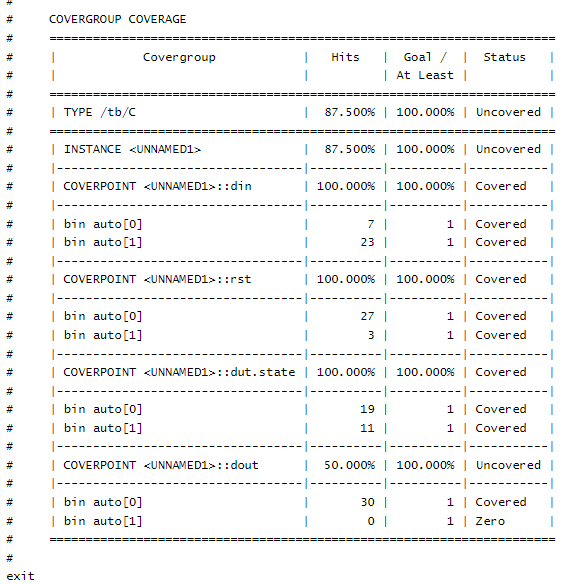 #
#     COVERGROUP COVERAGE
#     ===================================================================
#     |            Covergroup            |   Hits   |  Goal /  |  Status   |
#     |                                  |          | At Least |           |
#     ===================================================================
#     | TYPE /tb/C                       |  87.500% | 100.000% | Uncovered |
#     ===================================================================
#     | INSTANCE <UNNAMED1>              |  87.500% | 100.000% | Uncovered |
#     |---------------------------------|----------|----------|-----------|
#     | COVERPOINT <UNNAMED1>::din       | 100.000% | 100.000% | Covered   |
#     |---------------------------------|----------|----------|-----------|
#     | bin auto[0]                      |        7 |        1 | Covered   |
#     | bin auto[1]                      |       23 |        1 | Covered   |
#     |---------------------------------|----------|----------|-----------|
#     | COVERPOINT <UNNAMED1>::rst       | 100.000% | 100.000% | Covered   |
#     |---------------------------------|----------|----------|-----------|
#     | bin auto[0]                      |       27 |        1 | Covered   |
#     | bin auto[1]                      |        3 |        1 | Covered   |
#     |---------------------------------|----------|----------|-----------|
#     | COVERPOINT <UNNAMED1>::dut.state | 100.000% | 100.000% | Covered   |
#     |---------------------------------|----------|----------|-----------|
#     | bin auto[0]                      |       19 |        1 | Covered   |
#     | bin auto[1]                      |       11 |        1 | Covered   |
#     |---------------------------------|----------|----------|-----------|
#     | COVERPOINT <UNNAMED1>::dout      |  50.000% | 100.000% | Uncovered |
#     |---------------------------------|----------|----------|-----------|
#     | bin auto[0]                      |       30 |        1 | Covered   |
#     | bin auto[1]                      |        0 |        1 | Zero      |
#     ===================================================================
#
exit